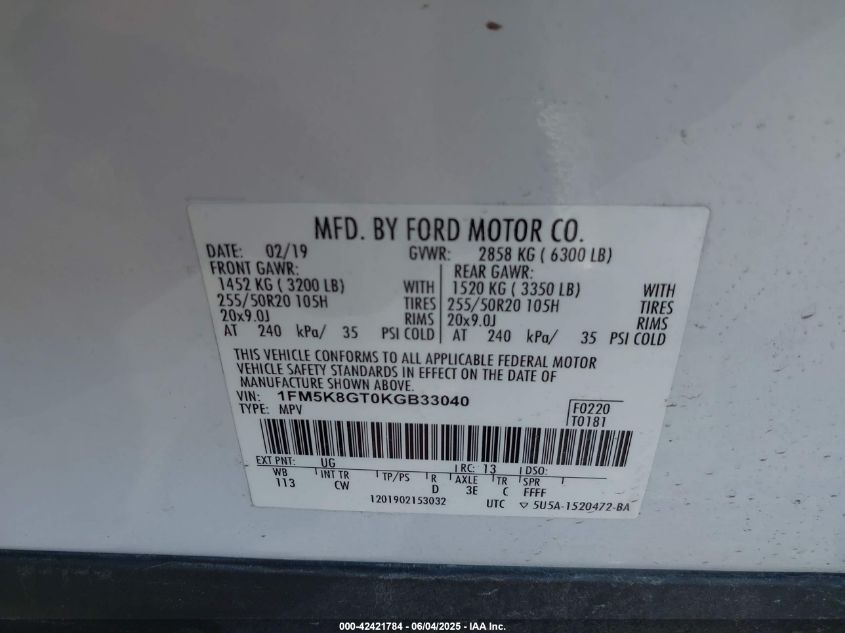 MFD. BY FORD MOTOR CO.
DATE: 02/19 GVWR: 2858 KG ( 6300 LB)
FRONT GAWR: REAR GAWR:
1452 KG ( 3200 LB) WITH 1520 KG ( 3350 LB) WITH
255/50R20 105H TIRES 255/50R20 105H TIRES
20x9.0J RIMS 20x9.0J RIMS
AT 240 kPa/ 35 PSI COLD AT 240 kPa/ 35 PSI COLD
THIS VEHICLE CONFORMS TO ALL APPLICABLE FEDERAL MOTOR
VEHICLE SAFETY STANDARDS IN EFFECT ON THE DATE OF
MANUFACTURE SHOWN ABOVE.
VIN: 1FM5K8GT0KGB33040
TYPE: MPV F0220
T0181
EXT PNT: UG RC: 13 DSO:
WB INT TR TP/PS R AXLE TR SPR
113 CW D 3E C FFFF
1201902153032 UTC ▽ 5U5A-1520472-BA
000-42421784 - 06/04/2025 - IAA Inc.